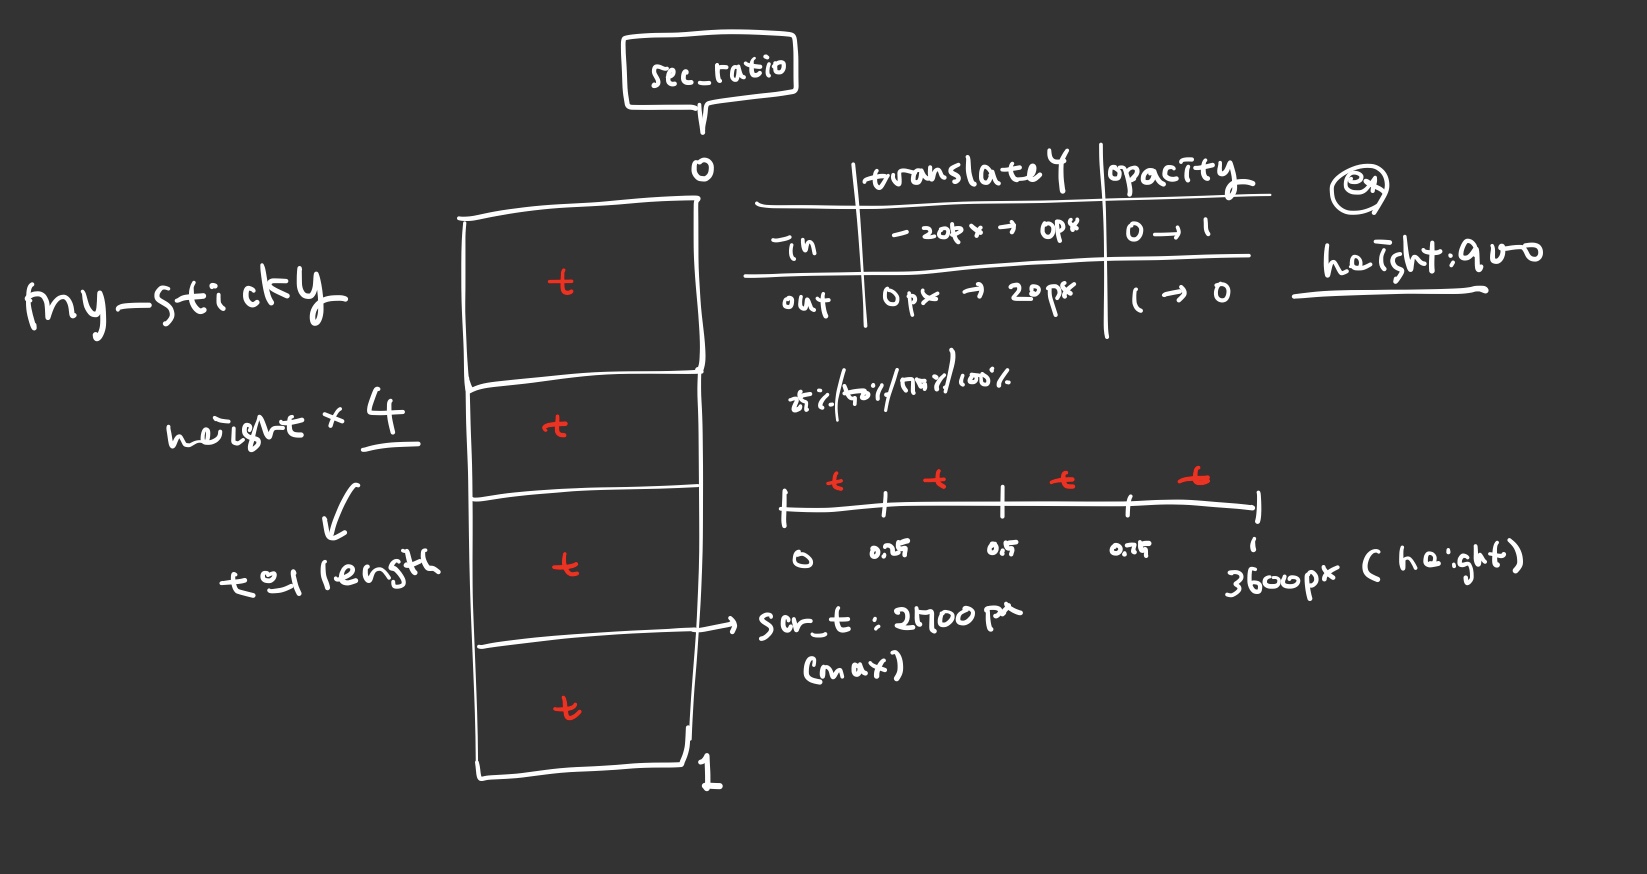 sec_ratio
0
translateY opacity
in -20px → 0px 0 → 1
out 0px → 20px 1 → 0
ex
height:900
my-sticky
height × 4
t의 length
t
t
t
t
25%/50%/75%/100%
t t t t
0 0.25 0.5 0.75 1
3600px (height)
scr_t : 2700px
(max)
1